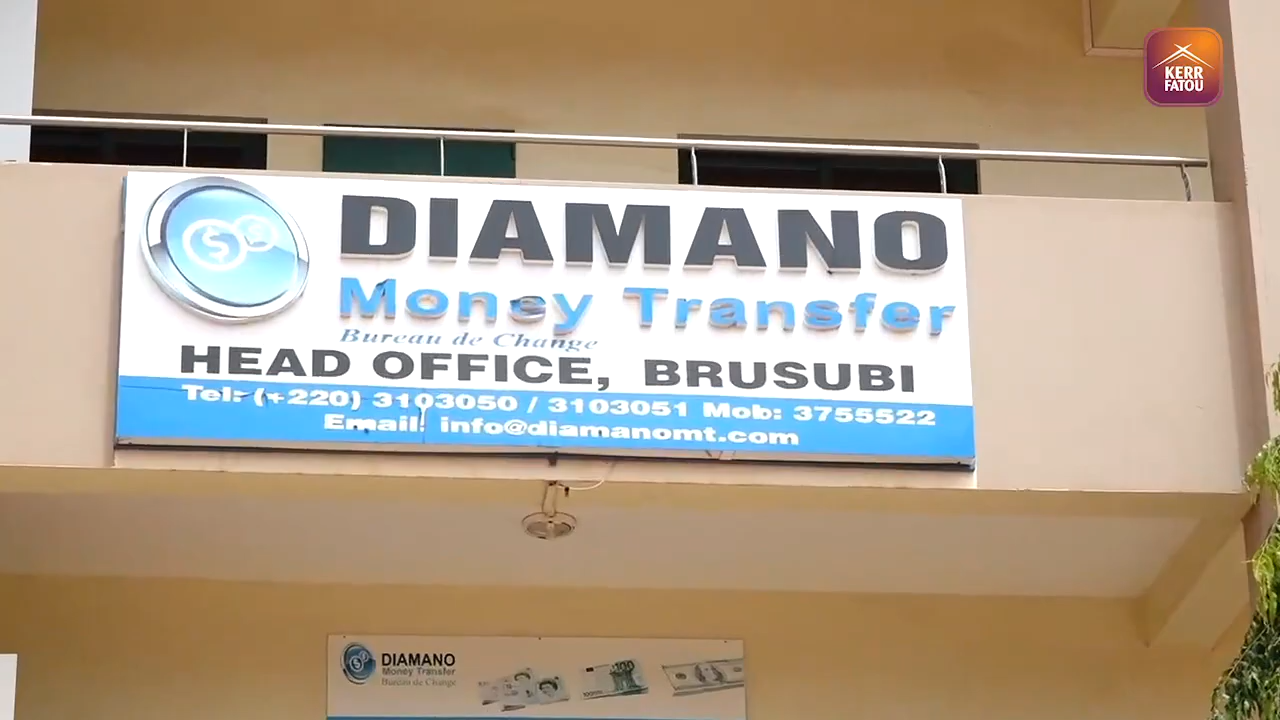 KERR
FATOU
DIAMANO
Money Transfer
Bureau de Change
HEAD OFFICE, BRUSUBI
Tel: (+220) 3103050 / 3103051 Mob: 3755522
Email: info@diamanomt.com
DIAMANO
Money Transfer
Bureau de Change
100